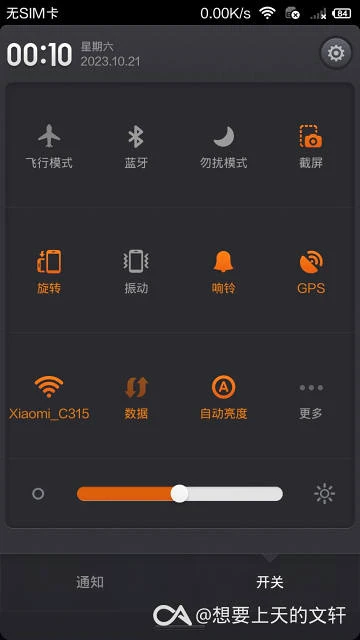 无SIM卡 0.00K/s 84
00:10 星期六
2023.10.21
飞行模式 蓝牙 勿扰模式 截屏
旋转 振动 响铃 GPS
A
Xiaomi_C315 数据 自动亮度 更多
通知 开关
@想要上天的文轩